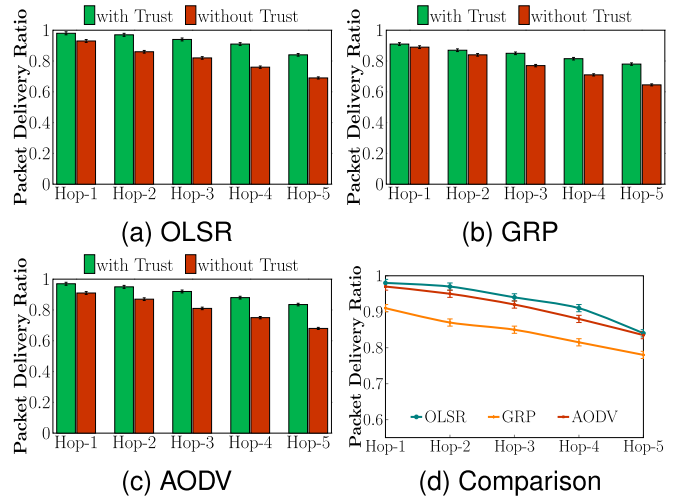 with Trust without Trust
Packet Delivery Ratio
1
0.8
0.6
0.4
0.2
0
Hop-1 Hop-2 Hop-3 Hop-4 Hop-5
(a) OLSR
with Trust without Trust
Packet Delivery Ratio
1
0.8
0.6
0.4
0.2
0
Hop-1 Hop-2 Hop-3 Hop-4 Hop-5
(b) GRP
with Trust without Trust
Packet Delivery Ratio
1
0.8
0.6
0.4
0.2
0
Hop-1 Hop-2 Hop-3 Hop-4 Hop-5
(c) AODV
Packet Delivery Ratio
1
0.9
0.8
0.7
0.6
OLSR GRP AODV
Hop-1 Hop-2 Hop-3 Hop-4 Hop-5
(d) Comparison